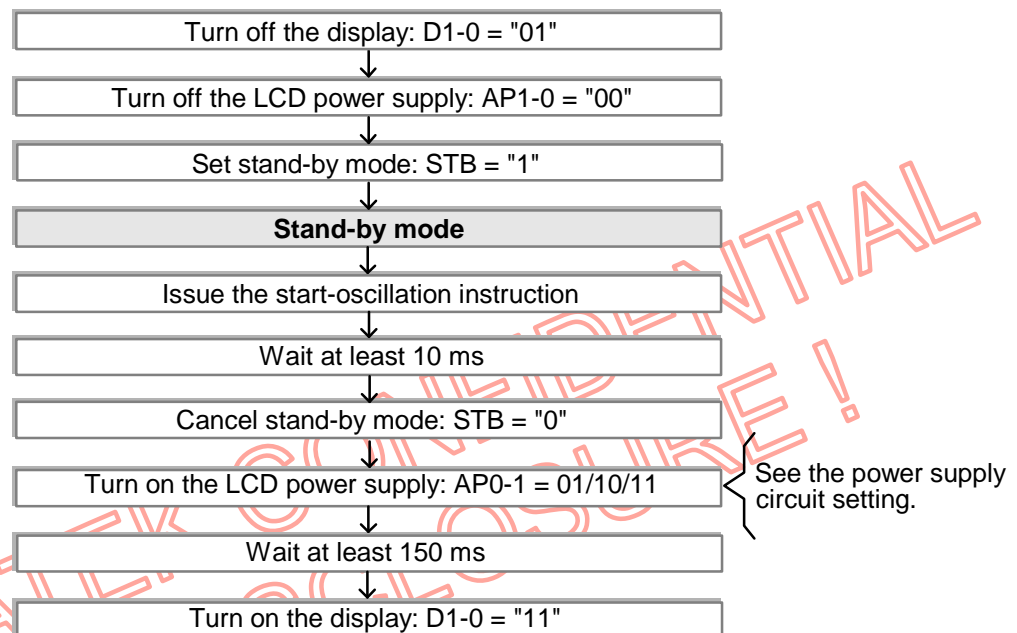 Turn off the display: D1-0 = "01"
Turn off the LCD power supply: AP1-0 = "00"
Set stand-by mode: STB = "1"
Stand-by mode
Issue the start-oscillation instruction
Wait at least 10 ms
Cancel stand-by mode: STB = "0"
Turn on the LCD power supply: AP0-1 = 01/10/11
See the power supply
circuit setting.
Wait at least 150 ms
Turn on the display: D1-0 = "11"
CONFIDENTIAL